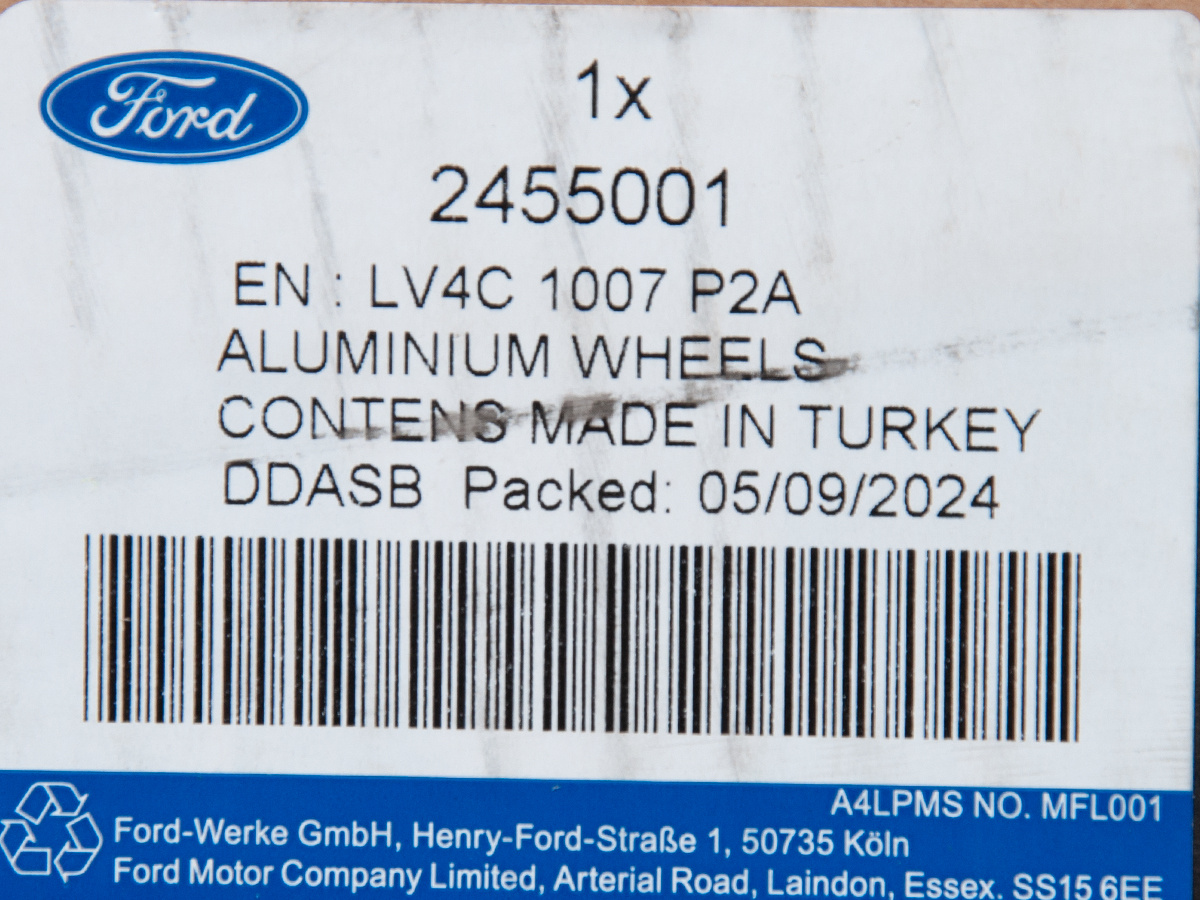 Ford
1x
2455001
EN : LV4C 1007 P2A
ALUMINIUM WHEELS
CONTENS MADE IN TURKEY
DDASB Packed: 05/09/2024
A4LPMS NO. MFL001
Ford-Werke GmbH, Henry-Ford-Straße 1, 50735 Köln
Ford Motor Company Limited, Arterial Road, Laindon, Essex. SS15 6EE